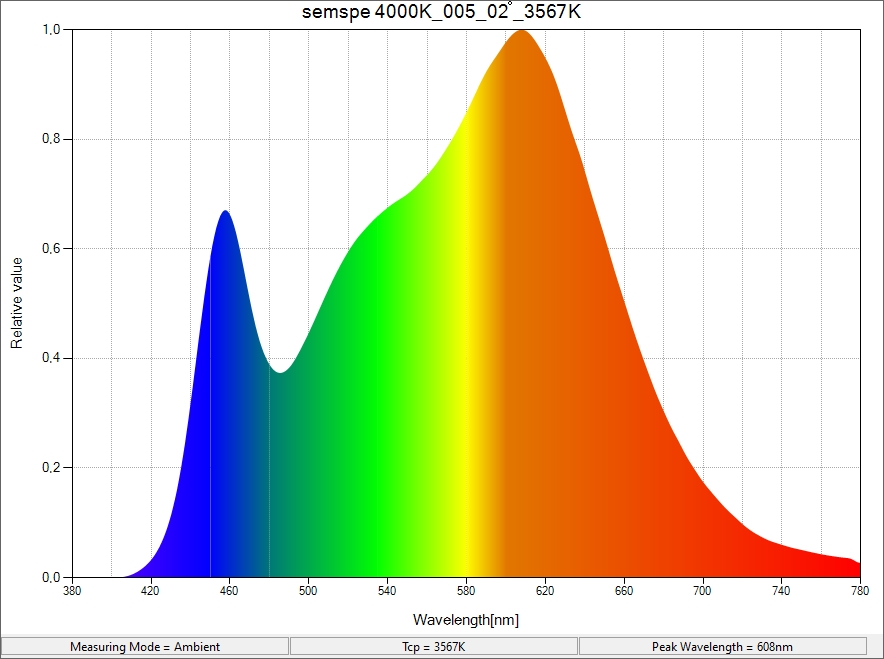 semspe 4000K_005_02°_3567K
1,0
0,8
0,6
0,4
0,2
0,0
Relative value
380 420 460 500 540 580 620 660 700 740 780
Wavelength[nm]
Measuring Mode = Ambient Tcp = 3567K Peak Wavelength = 608nm